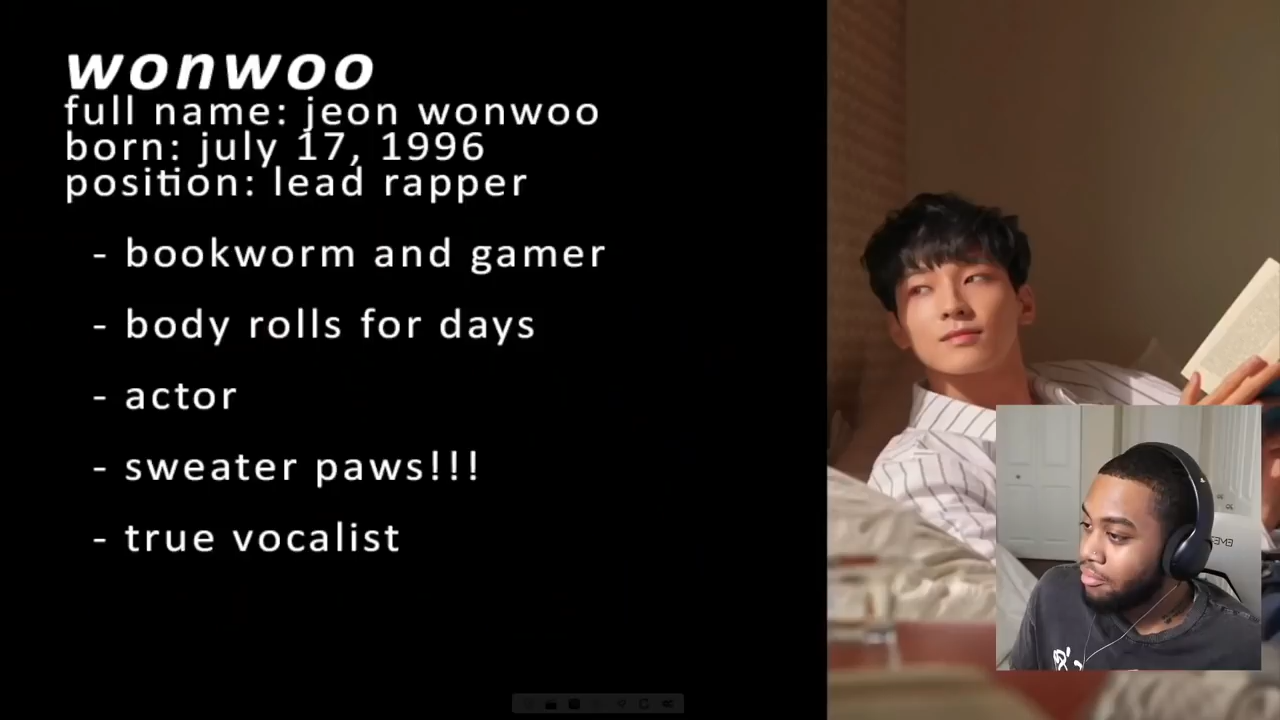 wonwoo
full name: jeon wonwoo
born: july 17, 1996
position: lead rapper
- bookworm and gamer
- body rolls for days
- actor
- sweater paws!!!
- true vocalist